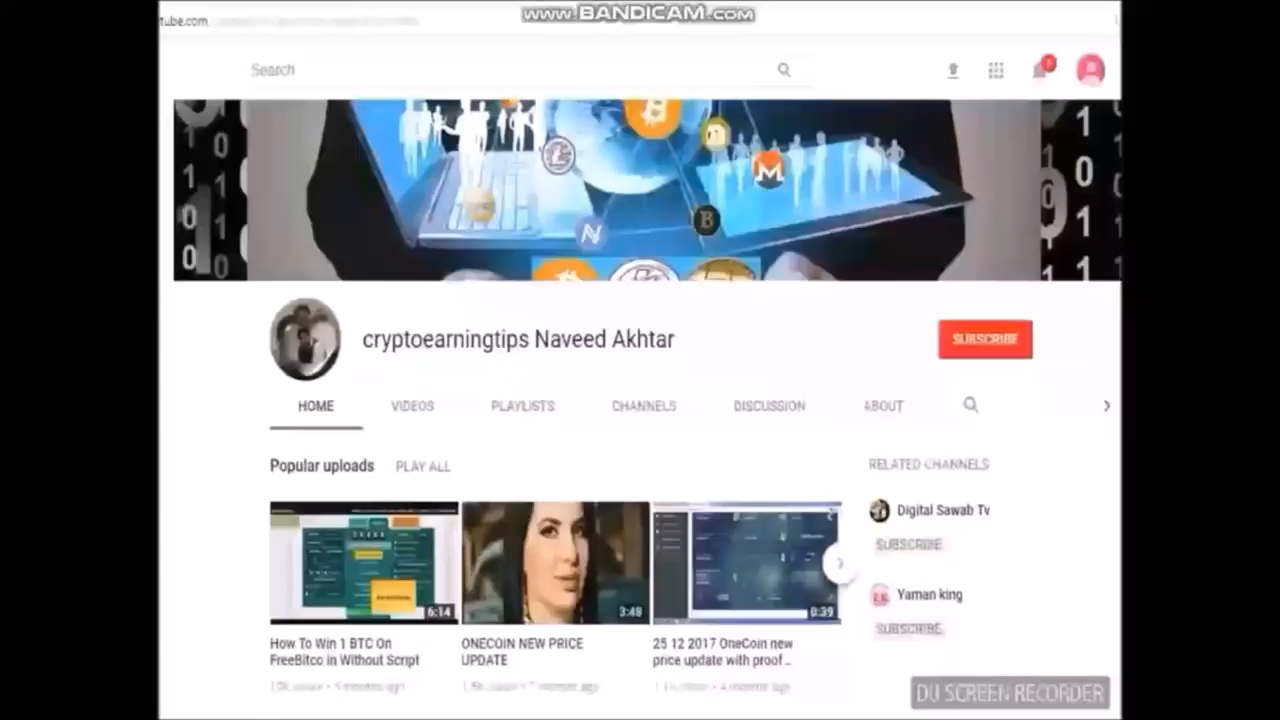 www.BANDICAM.COM
tube.com
Search
cryptoearningtips Naveed Akhtar
SUBSCRIBE
HOME VIDEOS PLAYLISTS CHANNELS DISCUSSION ABOUT
Popular uploads PLAY ALL
RELATED CHANNELS
Digital Sawab Tv
SUBSCRIBE
Yaman king
SUBSCRIBE
6:14
3:48
0:39
How To Win 1 BTC On
FreeBitco in Without Script
ONECOIN NEW PRICE
UPDATE
25 12 2017 OneCoin new
price update with proof...
DU SCREEN RECORDER